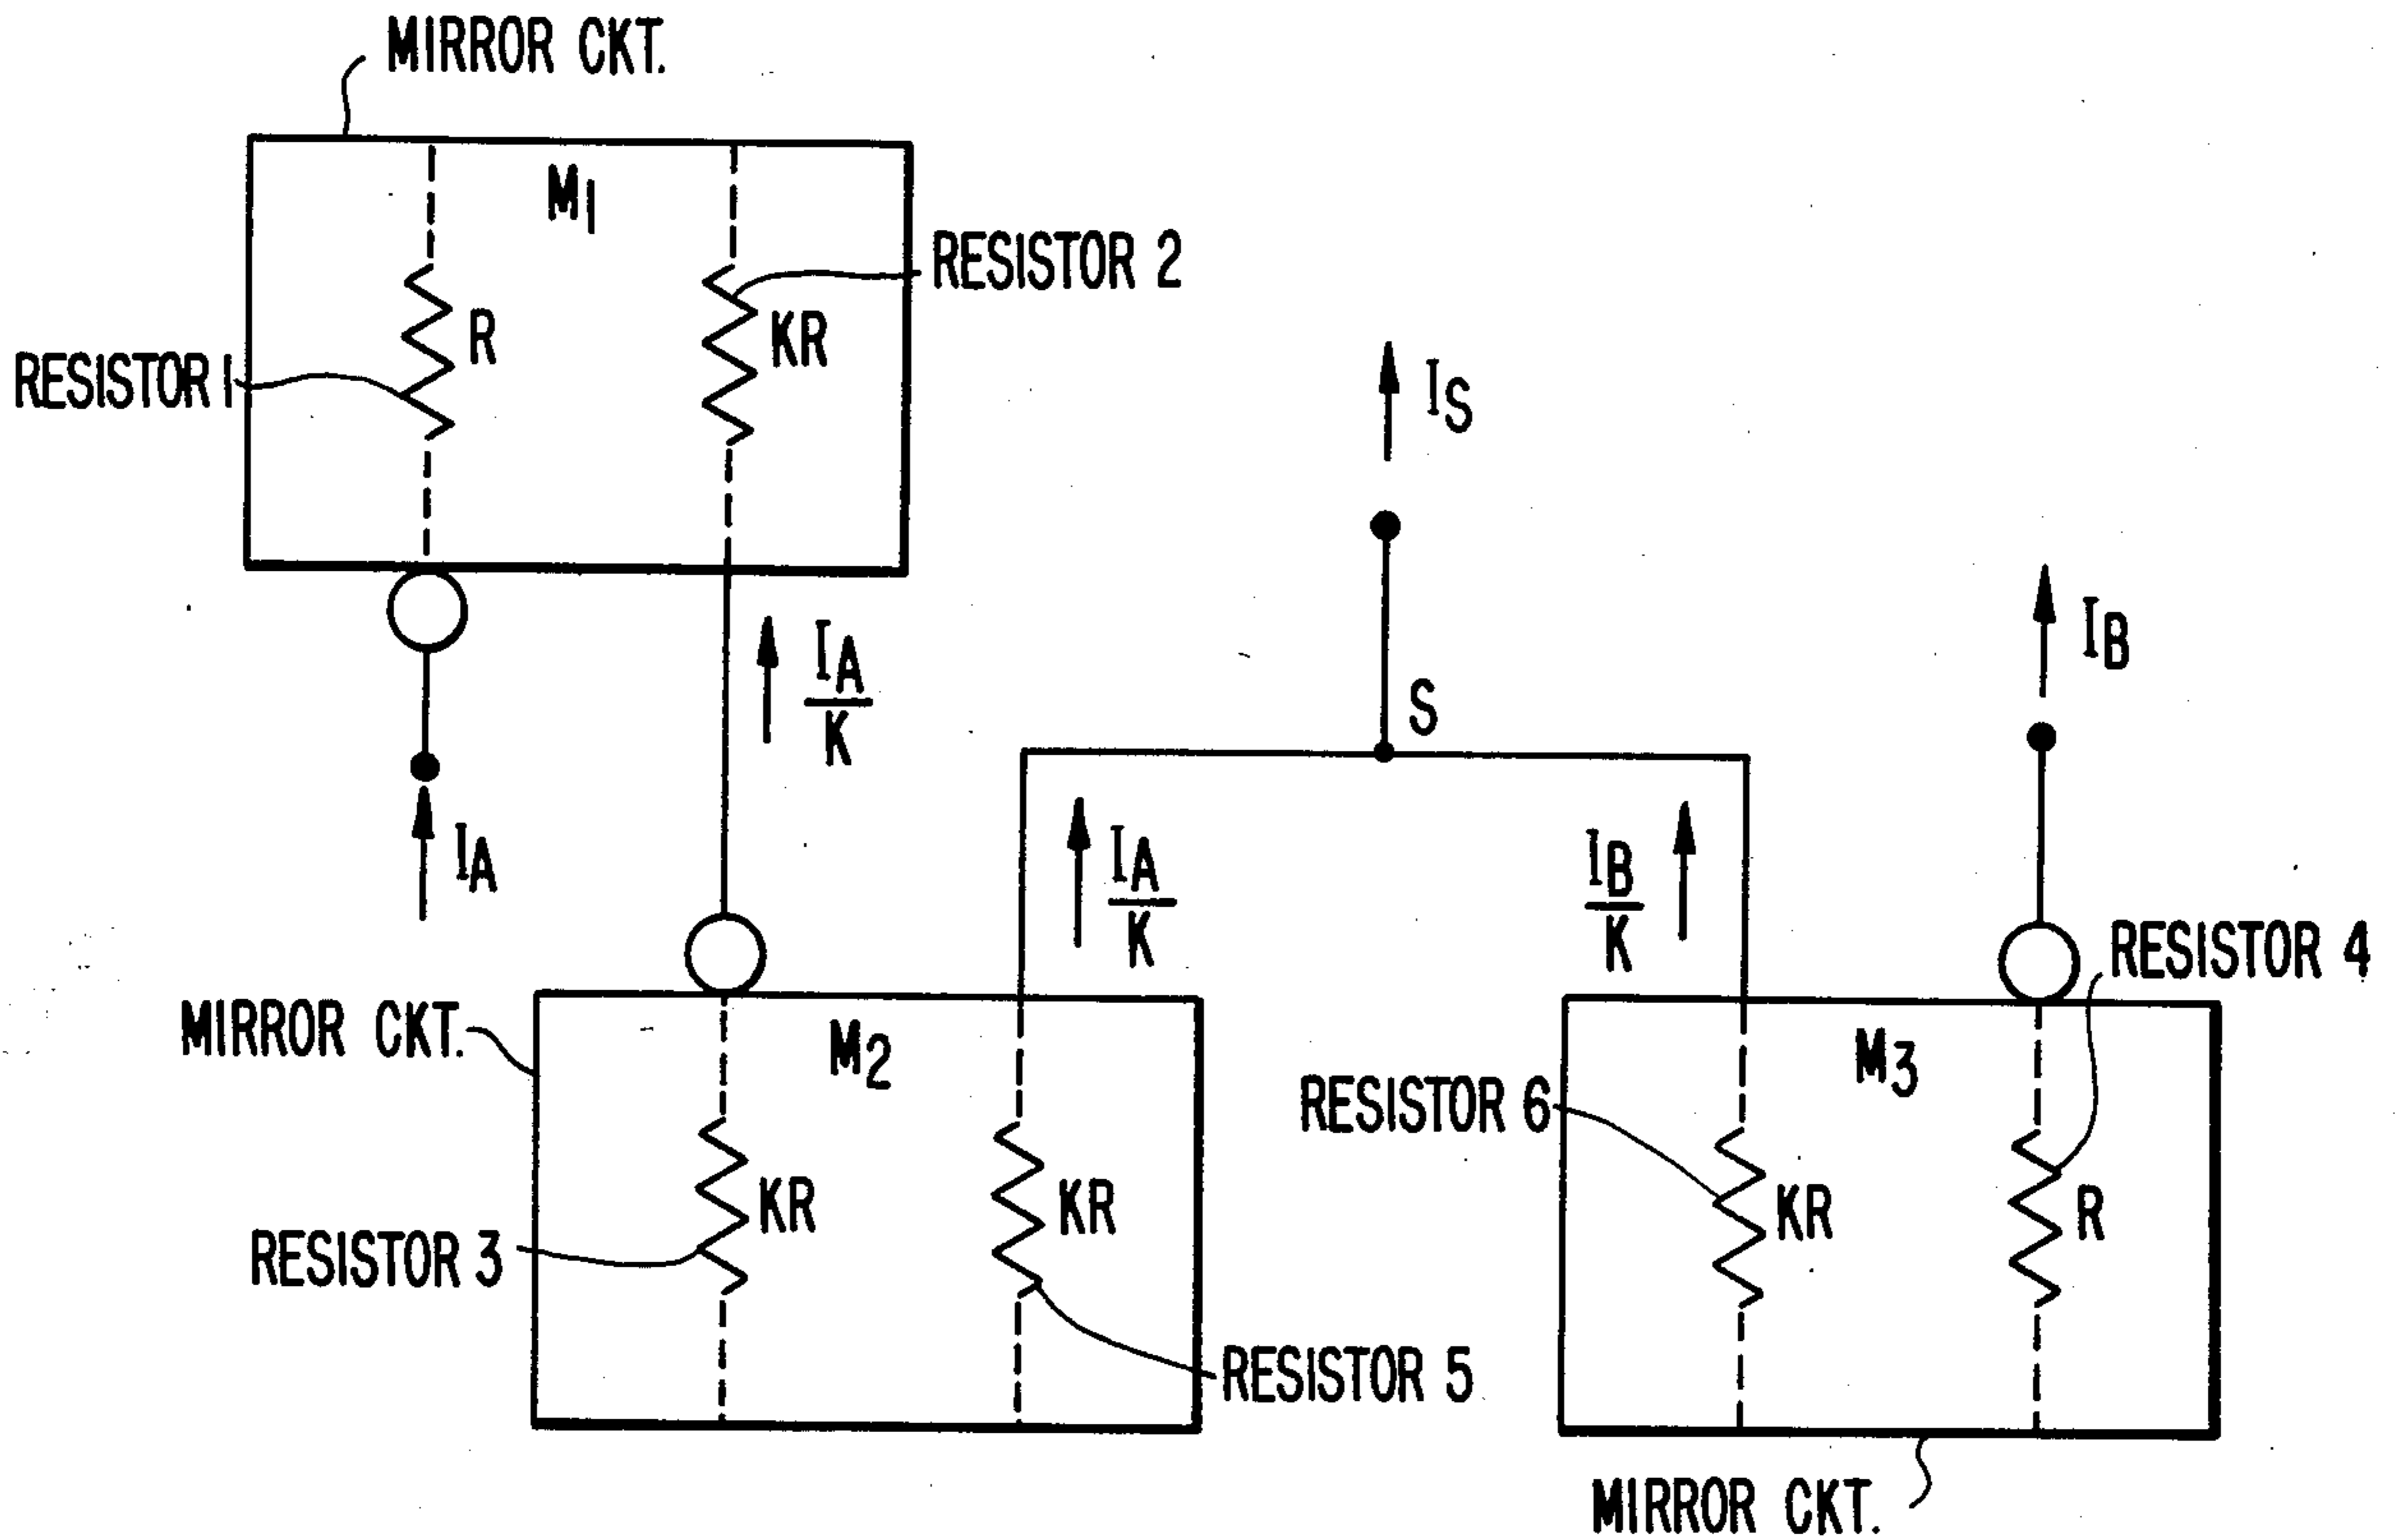 MIRROR CKT.
M1
RESISTOR 2
R
KR
RESISTOR 1
IS
IA
K
IB
S
IA
IA
K
IB
K
RESISTOR 4
MIRROR CKT.
M2
M3
RESISTOR 6
KR
KR
KR
R
RESISTOR 3
RESISTOR 5
MIRROR CKT.